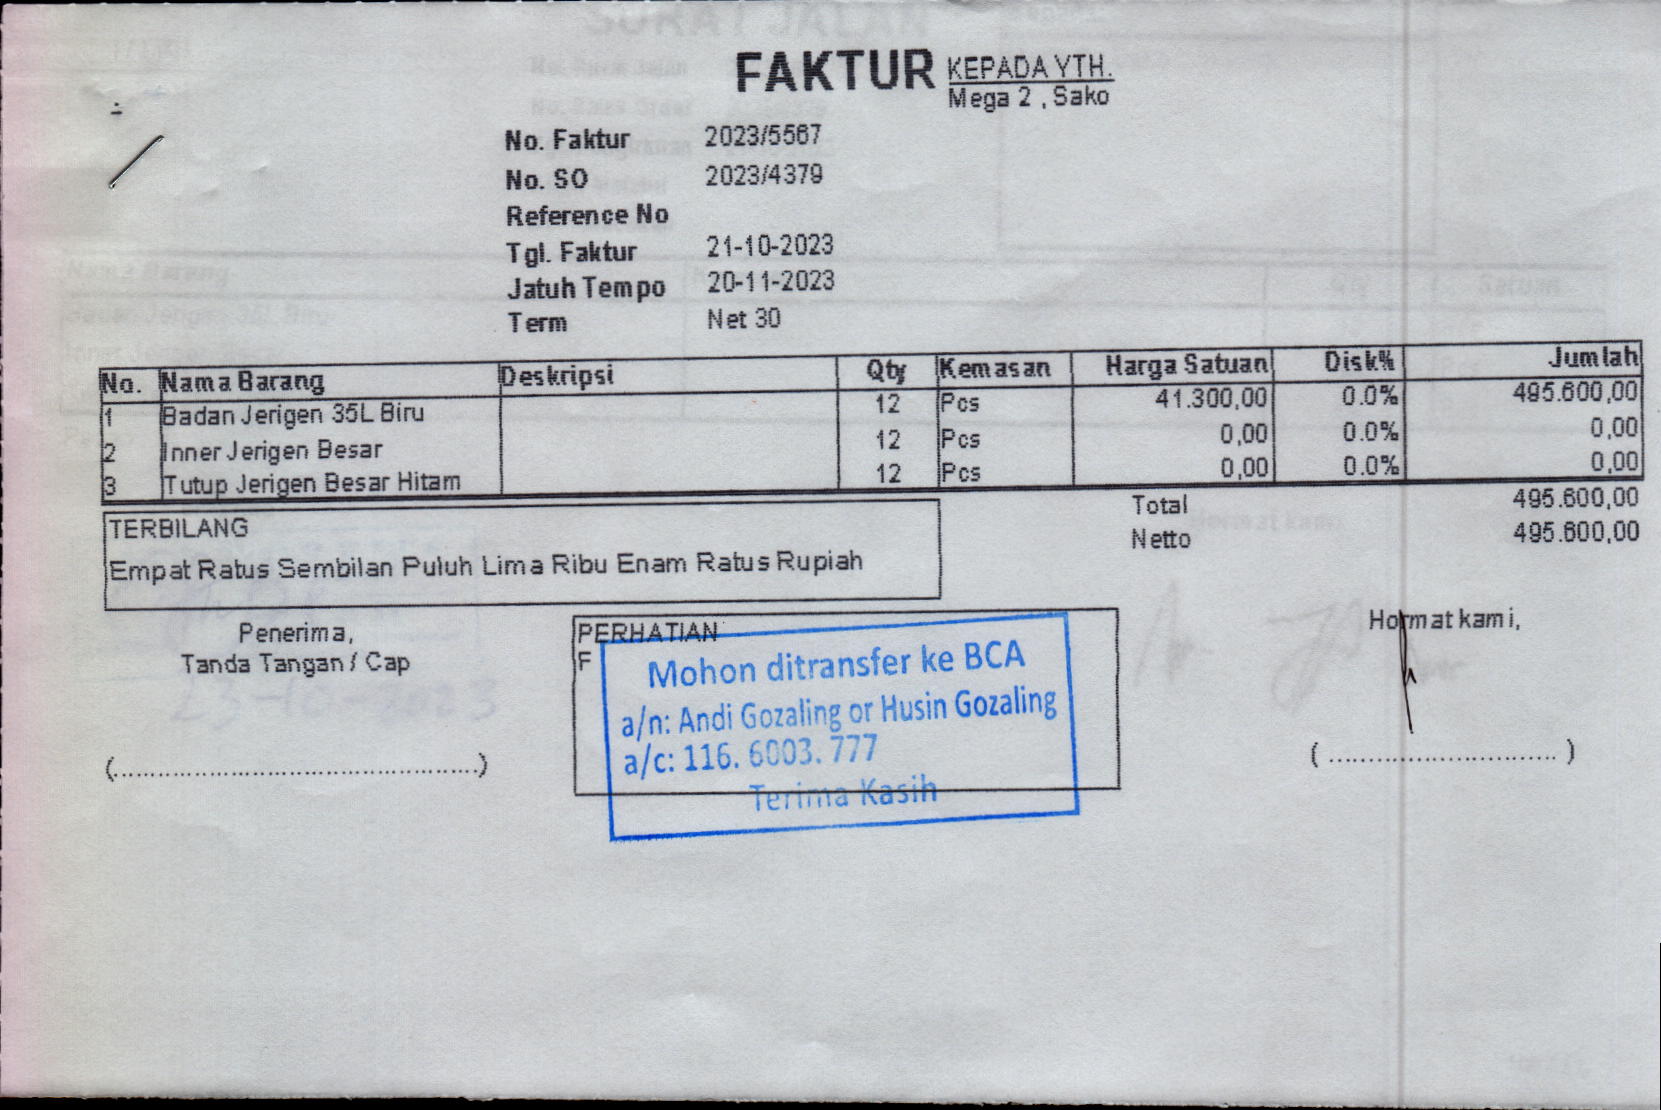 FAKTUR
KEPADA YTH.
Mega 2 , Sako
No. Faktur 2023/5567
No. SO 2023/4379
Reference No
Tgl. Faktur 21-10-2023
Jatuh Tempo 20-11-2023
Term Net 30
No. Nama Barang Deskripsi Qty Kemasan Harga Satuan Disk% Jumlah
1 Badan Jerigen 35L Biru 12 Pcs 41.300,00 0.0% 495.600,00
2 Inner Jerigen Besar 12 Pcs 0,00 0.0% 0,00
3 Tutup Jerigen Besar Hitam 12 Pcs 0,00 0.0% 0,00
Total 495.600,00
Netto 495.600,00
TERBILANG
Empat Ratus Sembilan Puluh Lima Ribu Enam Ratus Rupiah
Penerima,
Tanda Tangan / Cap
23-10-2023
(................................................)
PERHATIAN
F
Mohon ditransfer ke BCA
a/n: Andi Gozaling or Husin Gozaling
a/c: 116. 6003. 777
Terima Kasih
Hormat kami,
(..............................)